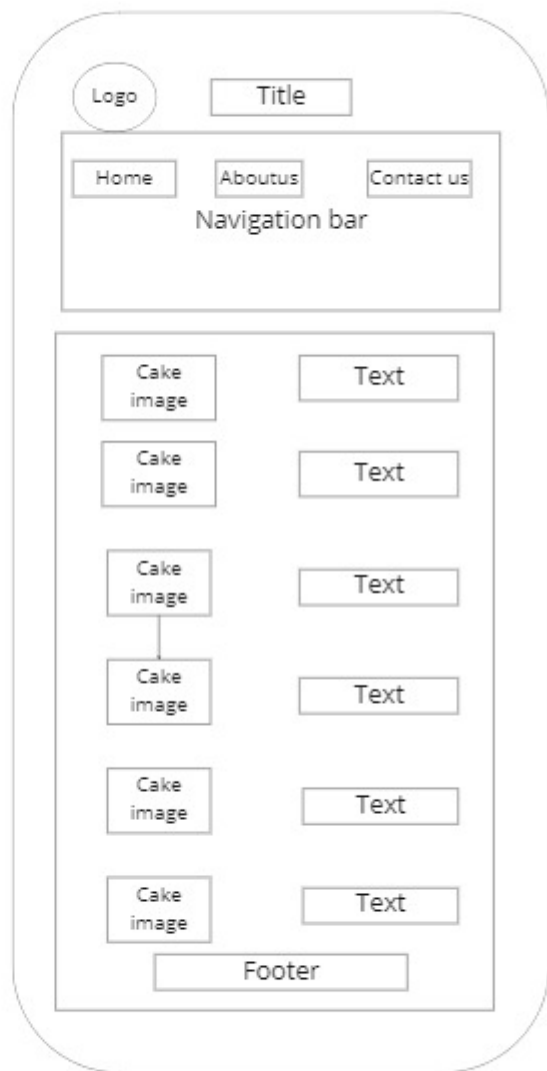 Logo
Title
Home
Aboutus
Contact us
Navigation bar
Cake
image
Text
Cake
image
Text
Cake
image
Text
Cake
image
Text
Cake
image
Text
Cake
image
Text
Footer